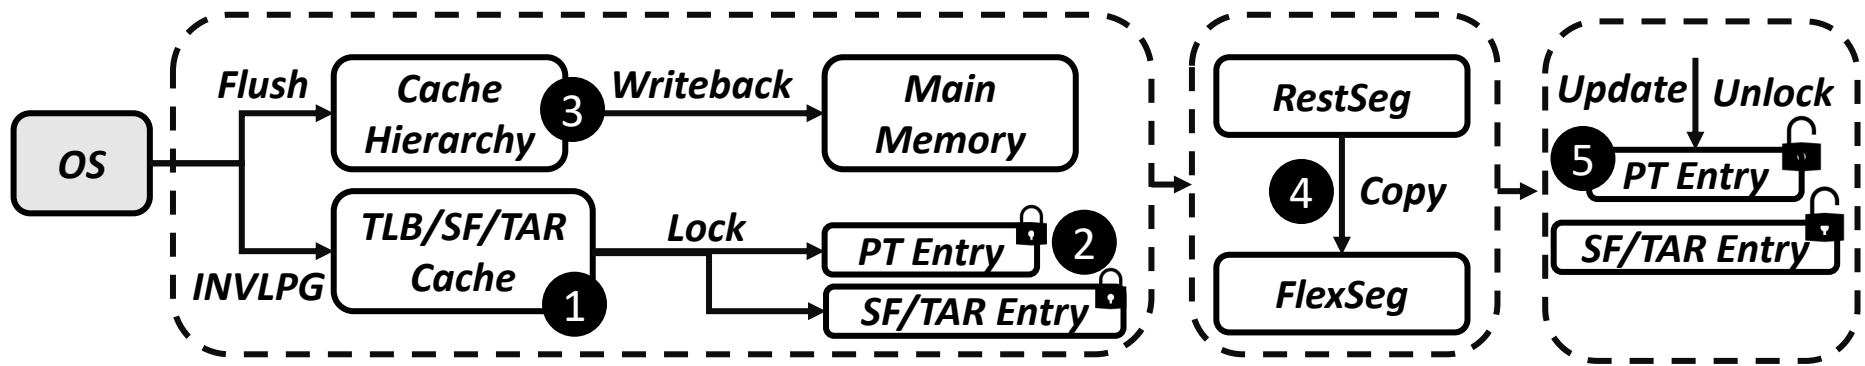 OS
Flush
Cache
Hierarchy
3
Writeback
Main
Memory
INVLPG
TLB/SF/TAR
Cache
1
Lock
PT Entry
2
SF/TAR Entry
RestSeg
4
Copy
FlexSeg
Update
Unlock
5
PT Entry
SF/TAR Entry